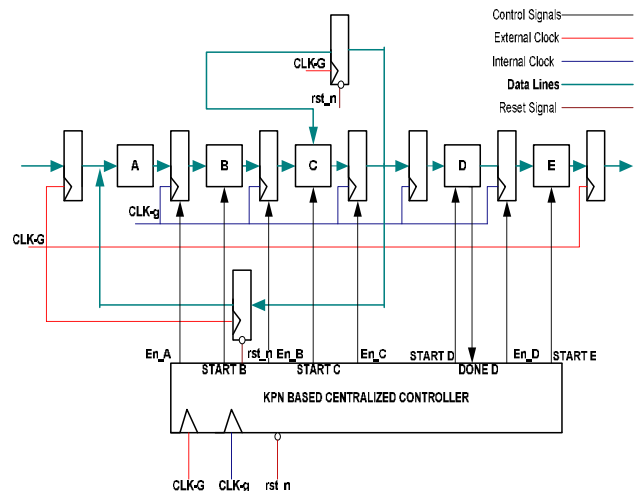 Control Signals
External Clock
Internal Clock
Data Lines
Reset Signal
CLK-G
rst_n
A
B
C
D
E
CLK-g
CLK-G
En_A
START B
rst_n
En_B
START C
En_C
START D
DONE D
En_D
START E
KPN BASED CENTRALIZED CONTROLLER
CLK-G
CLK-g
rst_n